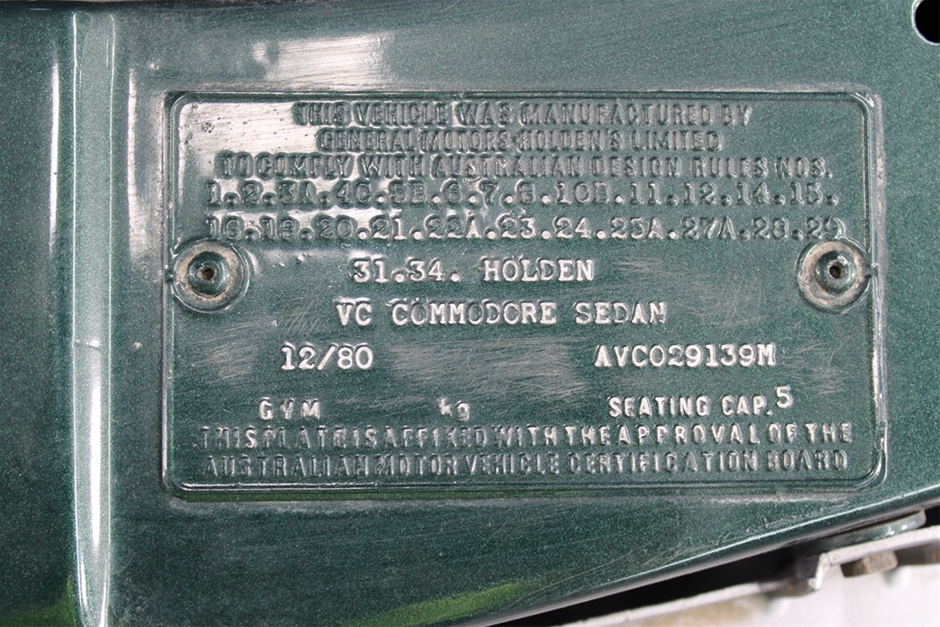 THIS VEHICLE WAS MANUFACTURED BY
GENERAL MOTORS-HOLDEN'S LIMITED
TO COMPLY WITH AUSTRALIAN DESIGN RULES NOS.
1.2.3A.4C.5B.6.7.8.10B.11.12.14.15.
16.18.20.21.22A.23.24.25A.27A.28.29
31.34. HOLDEN
VC COMMODORE SEDAN
12/80 AVC029139M
GVM kg SEATING CAP. 5
THIS PLATE IS AFFIXED WITH THE APPROVAL OF THE
AUSTRALIAN MOTOR VEHICLE CERTIFICATION BOARD